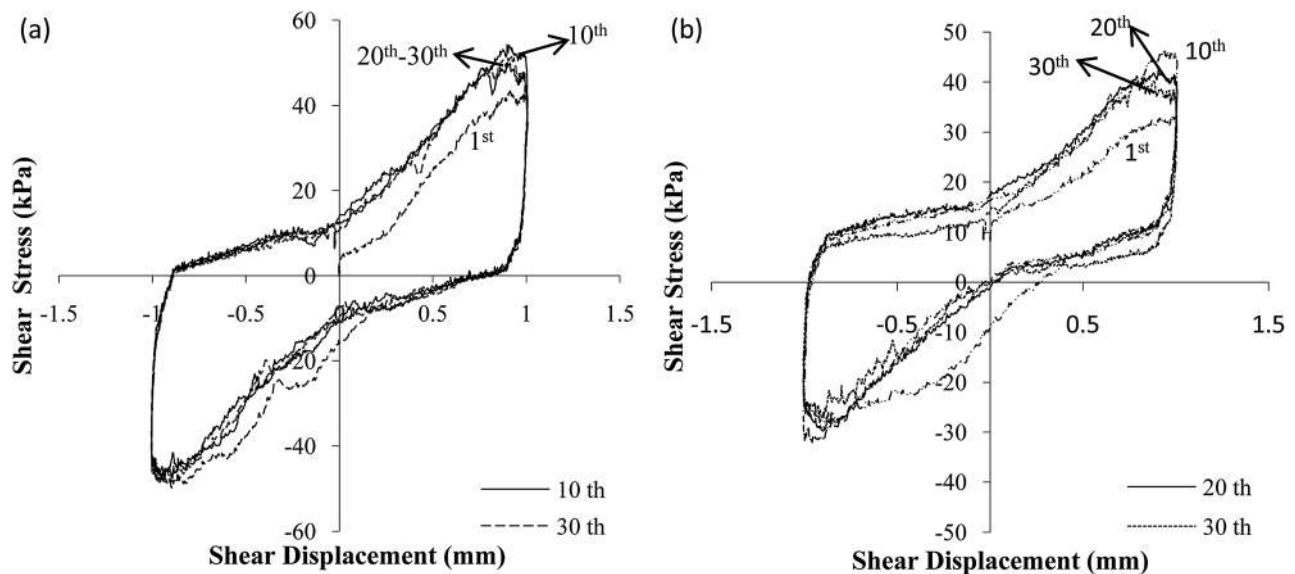 (a)
60
20th-30th
10th
40
1st
20
0
-1.5
-1
-0.5
0
0.5
1
1.5
-20
-40
-60
Shear Stress (kPa)
Shear Displacement (mm)
10 th
30 th
(b)
50
20th
10th
40
30th
30
1st
20
10
0
-1.5
-0.5
0.5
1.5
-10
-20
-30
-40
-50
Shear Stress (kPa)
Shear Displacement (mm)
20 th
30 th